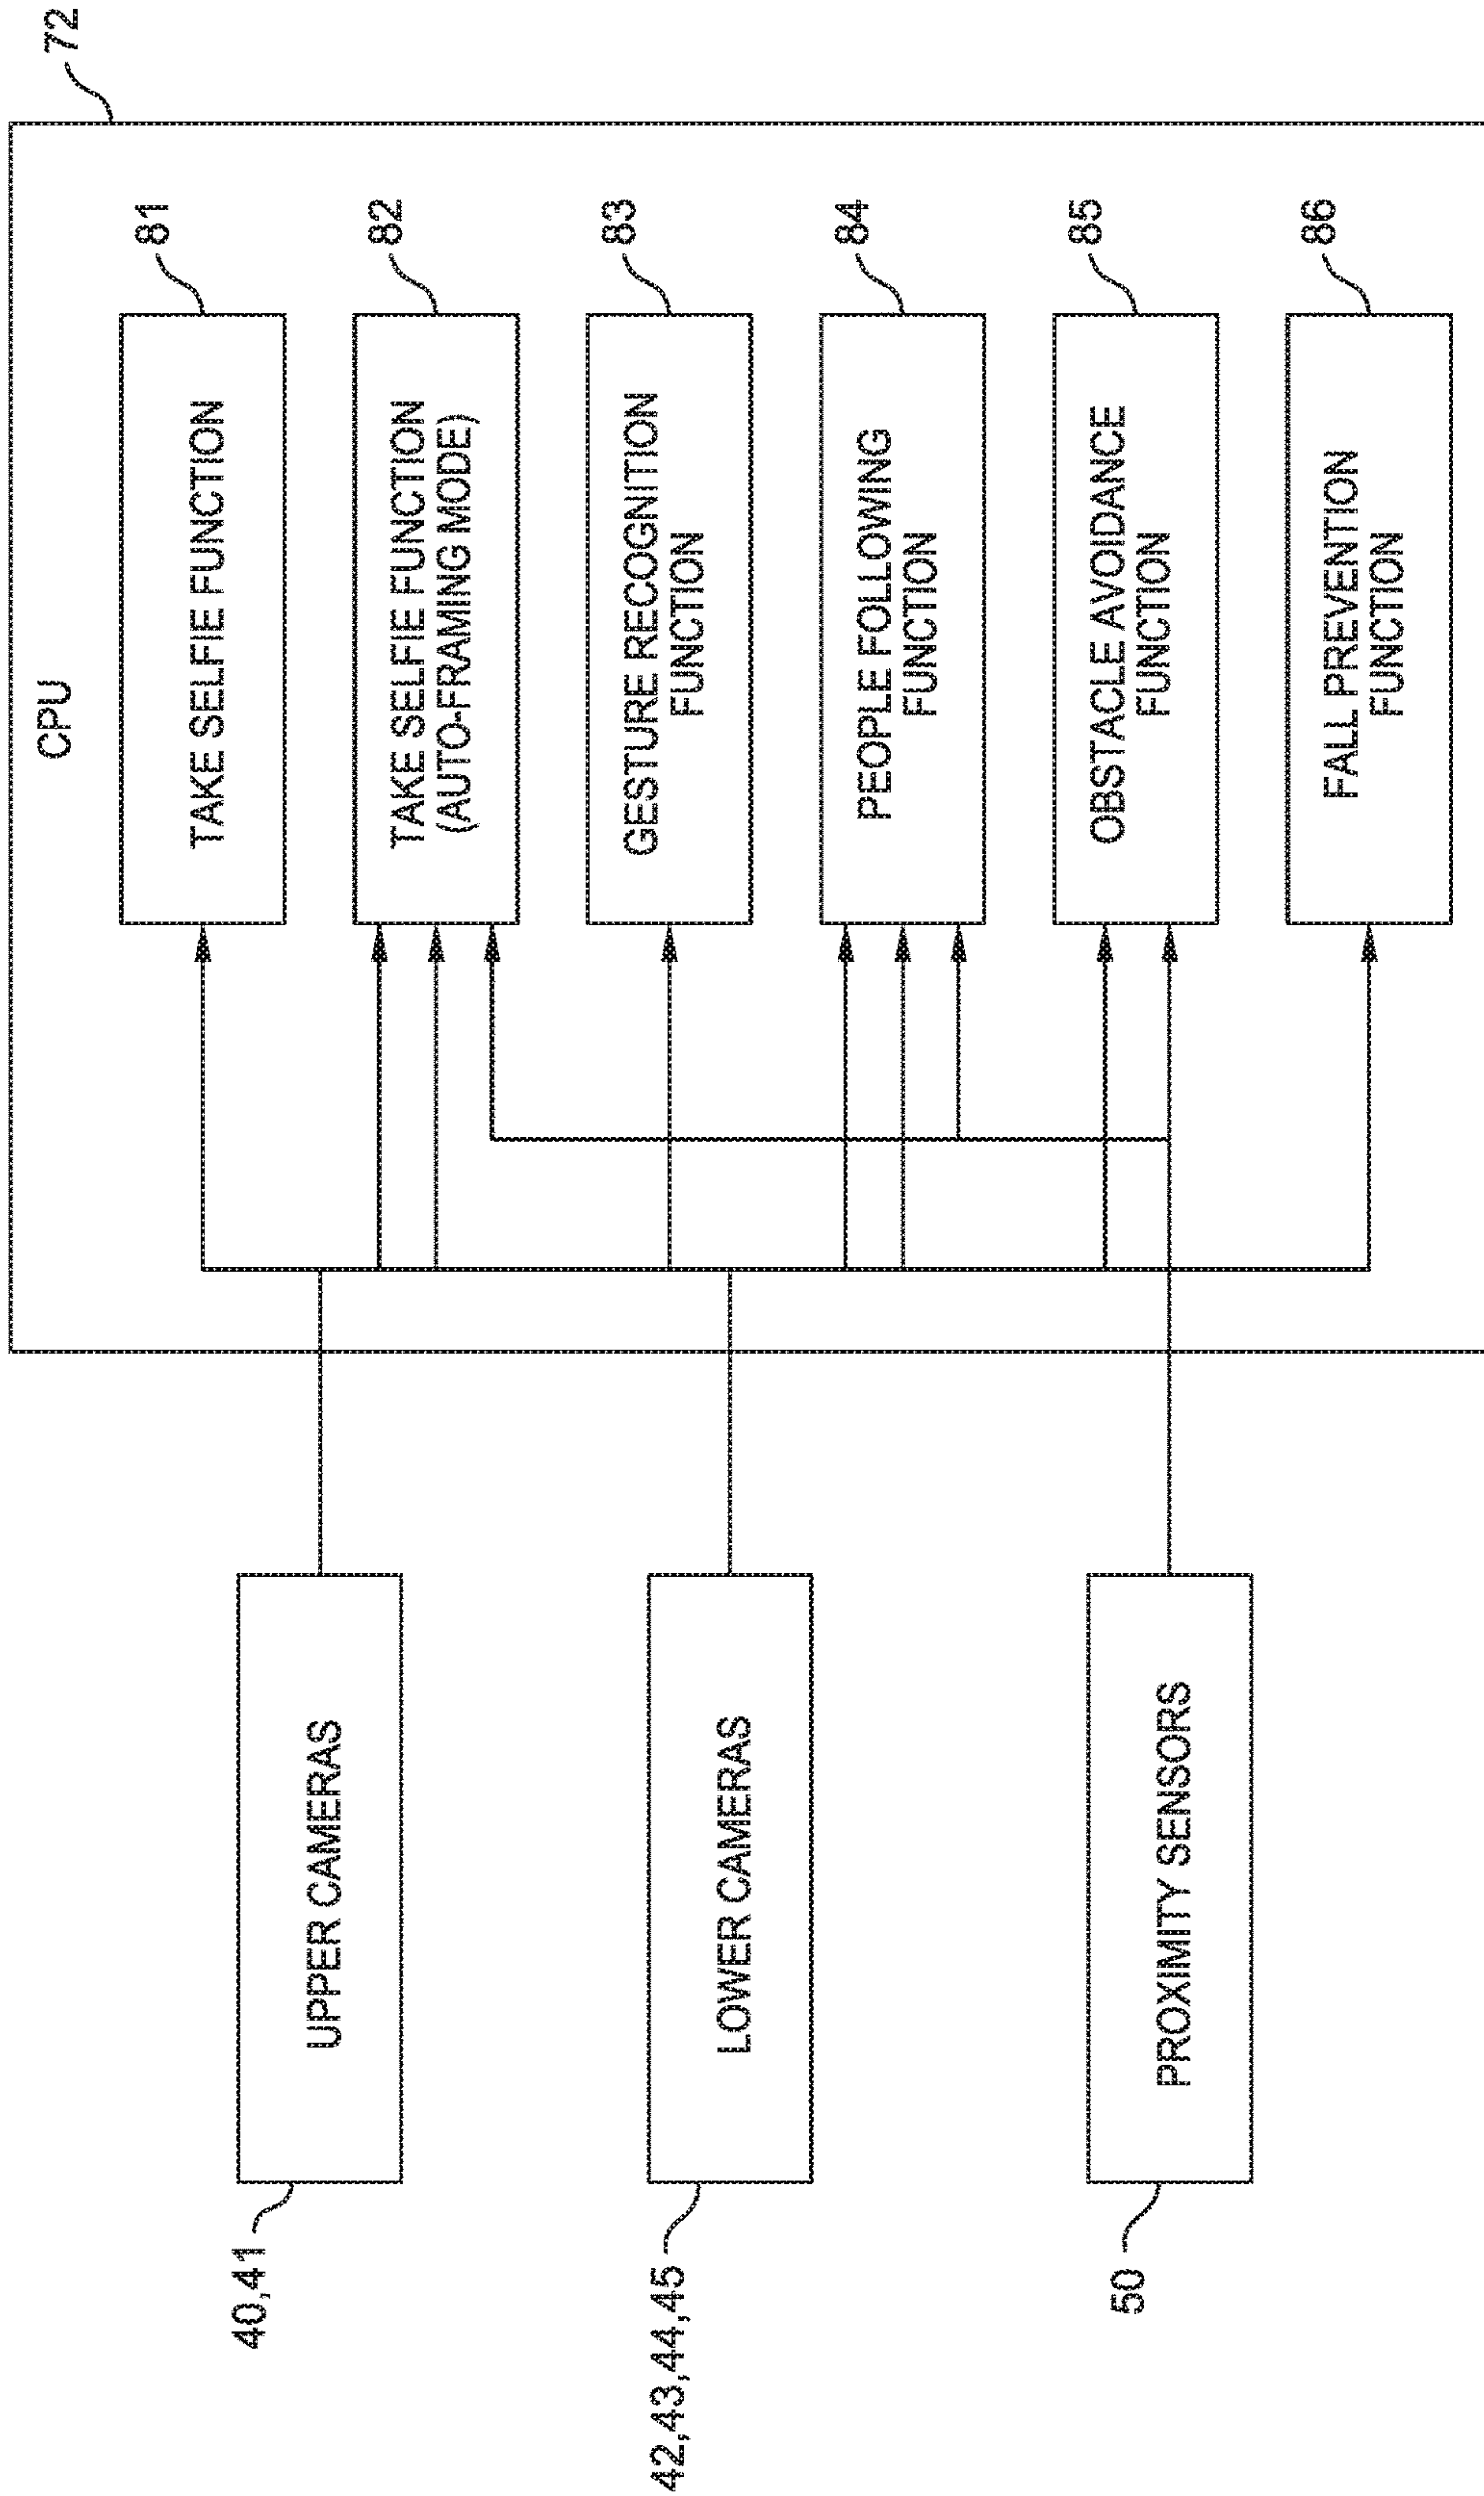 72
CPU
TAKE SELFIE FUNCTION
81
TAKE SELFIE FUNCTION
(AUTO-FRAMING MODE)
82
GESTURE RECOGNITION
FUNCTION
83
PEOPLE FOLLOWING
FUNCTION
84
OBSTACLE AVOIDANCE
FUNCTION
85
FALL PREVENTION
FUNCTION
86
40,41
UPPER CAMERAS
42,43,44,45
LOWER CAMERAS
50
PROXIMITY SENSORS